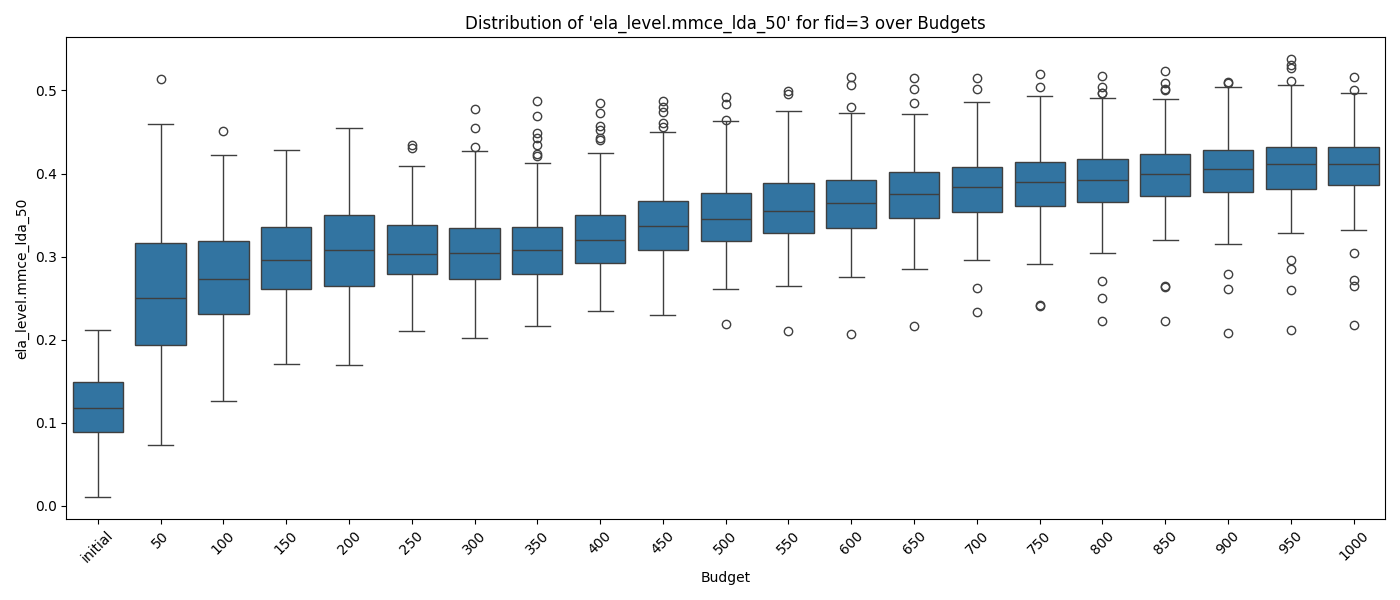 Distribution of 'ela_level.mmce_lda_50' for fid=3 over Budgets
ela_level.mmce_lda_50
0.5
0.4
0.3
0.2
0.1
0.0
initial 50 100 150 200 250 300 350 400 450 500 550 600 650 700 750 800 850 900 950 1000
Budget